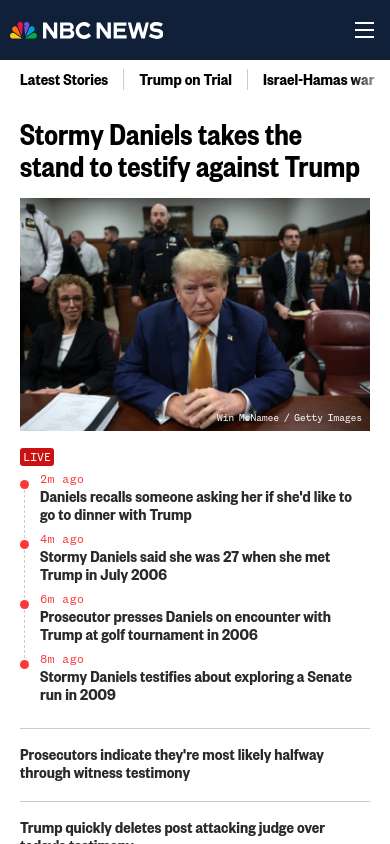 NBC NEWS
Latest Stories
Trump on Trial
Israel-Hamas war
Stormy Daniels takes the
stand to testify against Trump
Win McNamee / Getty Images
LIVE
2m ago
Daniels recalls someone asking her if she'd like to
go to dinner with Trump
4m ago
Stormy Daniels said she was 27 when she met
Trump in July 2006
6m ago
Prosecutor presses Daniels on encounter with
Trump at golf tournament in 2006
8m ago
Stormy Daniels testifies about exploring a Senate
run in 2009
Prosecutors indicate they're most likely halfway
through witness testimony
Trump quickly deletes post attacking judge over
today's testimony